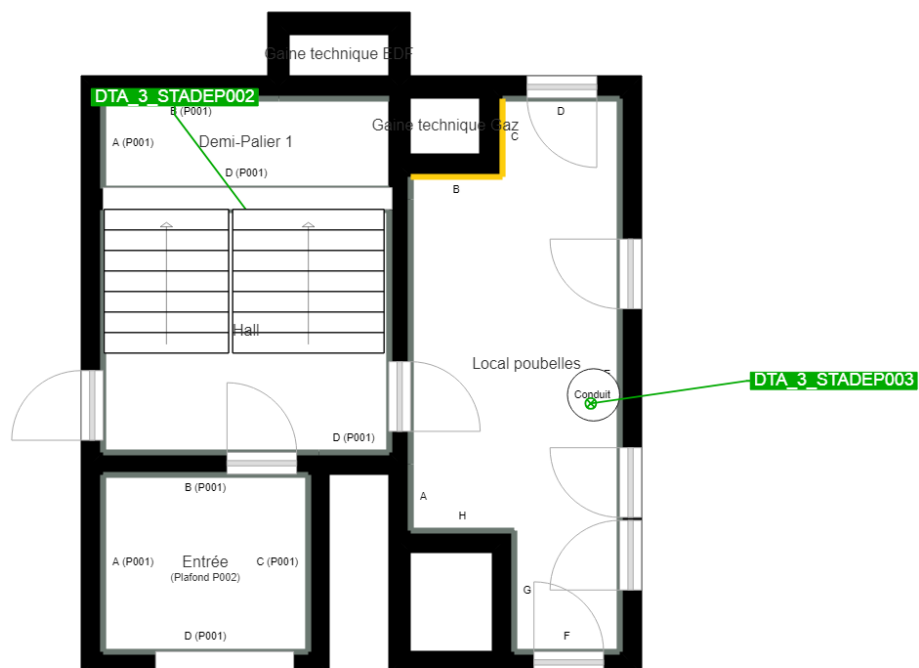 Gaine technique EDF
DTA_3_STADEP002
B (P001)
A (P001)
Demi-Palier 1
D (P001)
Gaine technique Gaz
C
D
B
Hall
Local poubelles
E
Conduit
DTA_3_STADEP003
D (P001)
B (P001)
A
H
A (P001)
Entrée
C (P001)
(Plafond P002)
G
D (P001)
F